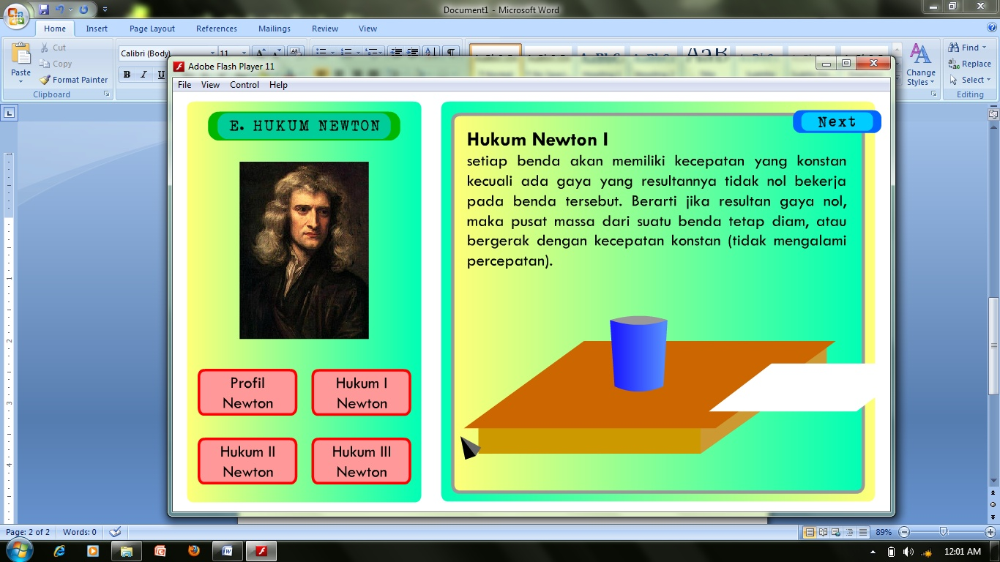 Document1 - Microsoft Word
Home Insert Page Layout References Mailings Review View
Cut
Copy
Format Painter
Paste
Clipboard
Calibri (Body)
11
B I U
Change
Styles
Find
Replace
Select
Editing
Adobe Flash Player 11
File View Control Help
E. HUKUM NEWTON
Profil
Newton
Hukum I
Newton
Hukum II
Newton
Hukum III
Newton
Next
Hukum Newton I
setiap benda akan memiliki kecepatan yang konstan
kecuali ada gaya yang resultannya tidak nol bekerja
pada benda tersebut. Berarti jika resultan gaya nol,
maka pusat massa dari suatu benda tetap diam, atau
bergerak dengan kecepatan konstan (tidak mengalami
percepatan).
Page: 2 of 2 Words: 0
89%
12:01 AM